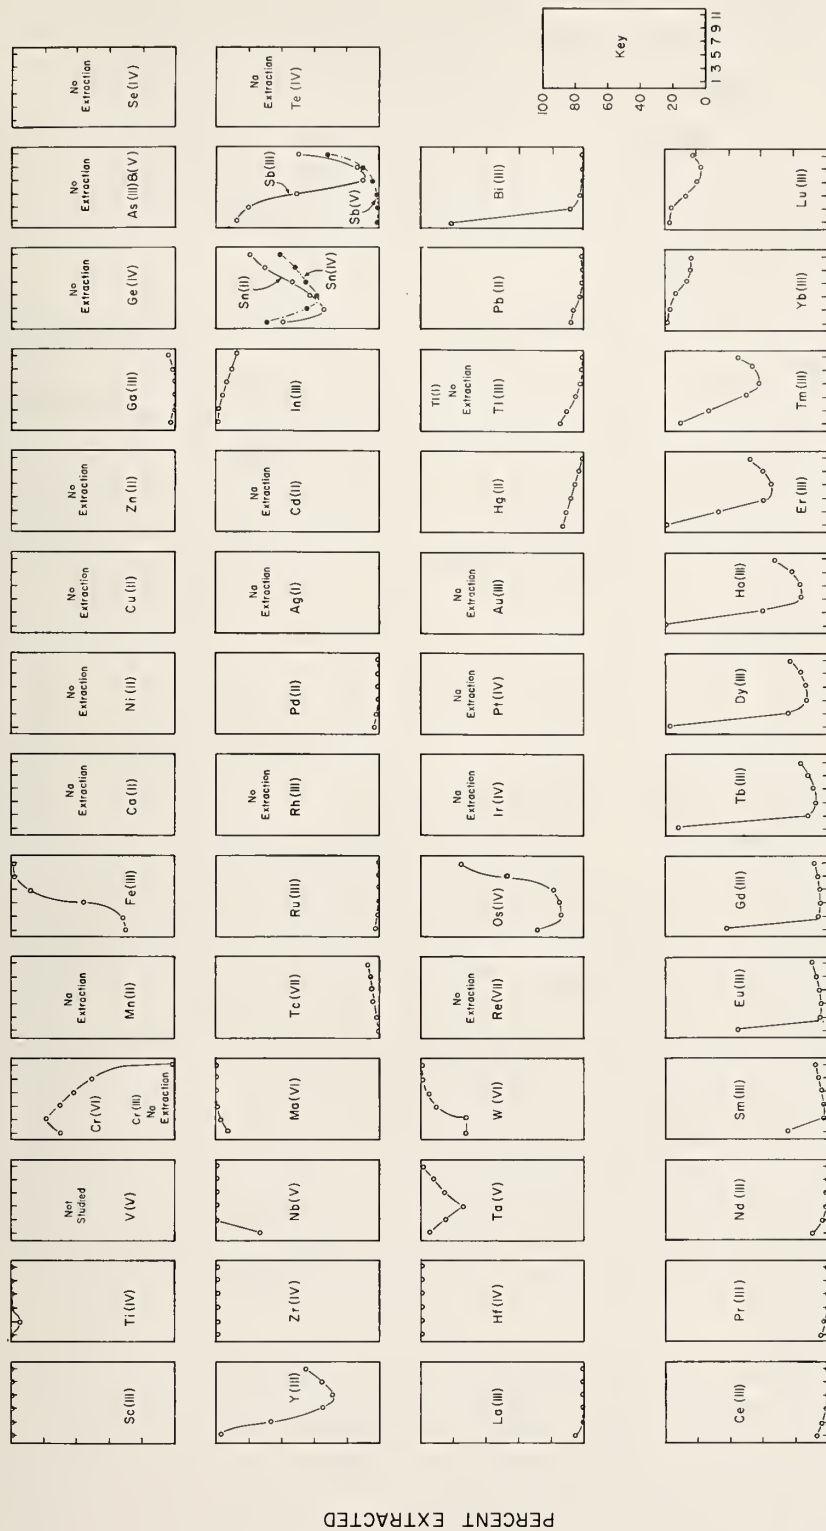 PERCENT EXTRACTED
Sc(III)
Ti(IV)
Not
Studied
V(V)
Cr(VI)
Cr(III)
No
Extraction
No
Extraction
Mn(II)
Fe(III)
No
Extraction
Co(II)
No
Extraction
Ni(II)
No
Extraction
Cu(II)
No
Extraction
Zn(II)
Ga(III)
No
Extraction
Ge(IV)
No
Extraction
As(III)&(V)
No
Extraction
Se(IV)
Y(III)
Zr(IV)
Nb(V)
Mo(VI)
Tc(VII)
Ru(III)
No
Extraction
Rh(III)
Pd(II)
No
Extraction
Ag(I)
No
Extraction
Cd(II)
In(III)
Sn(II)
Sn(IV)
Sb(III)
Sb(V)
No
Extraction
Te(IV)
La(III)
Hf(IV)
Ta(V)
W(VI)
No
Extraction
Re(VII)
Os(IV)
No
Extraction
Ir(IV)
No
Extraction
Pt(IV)
No
Extraction
Au(III)
Hg(II)
Tl(I)
No
Extraction
Tl(III)
Pb(II)
Bi(III)
Ce(III)
Pr(III)
Nd(III)
Sm(III)
Eu(III)
Gd(III)
Tb(III)
Dy(III)
Ho(III)
Er(III)
Tm(III)
Yb(III)
Lu(III)
100
80
60
40
20
0
Key
1 3 5 7 9 11